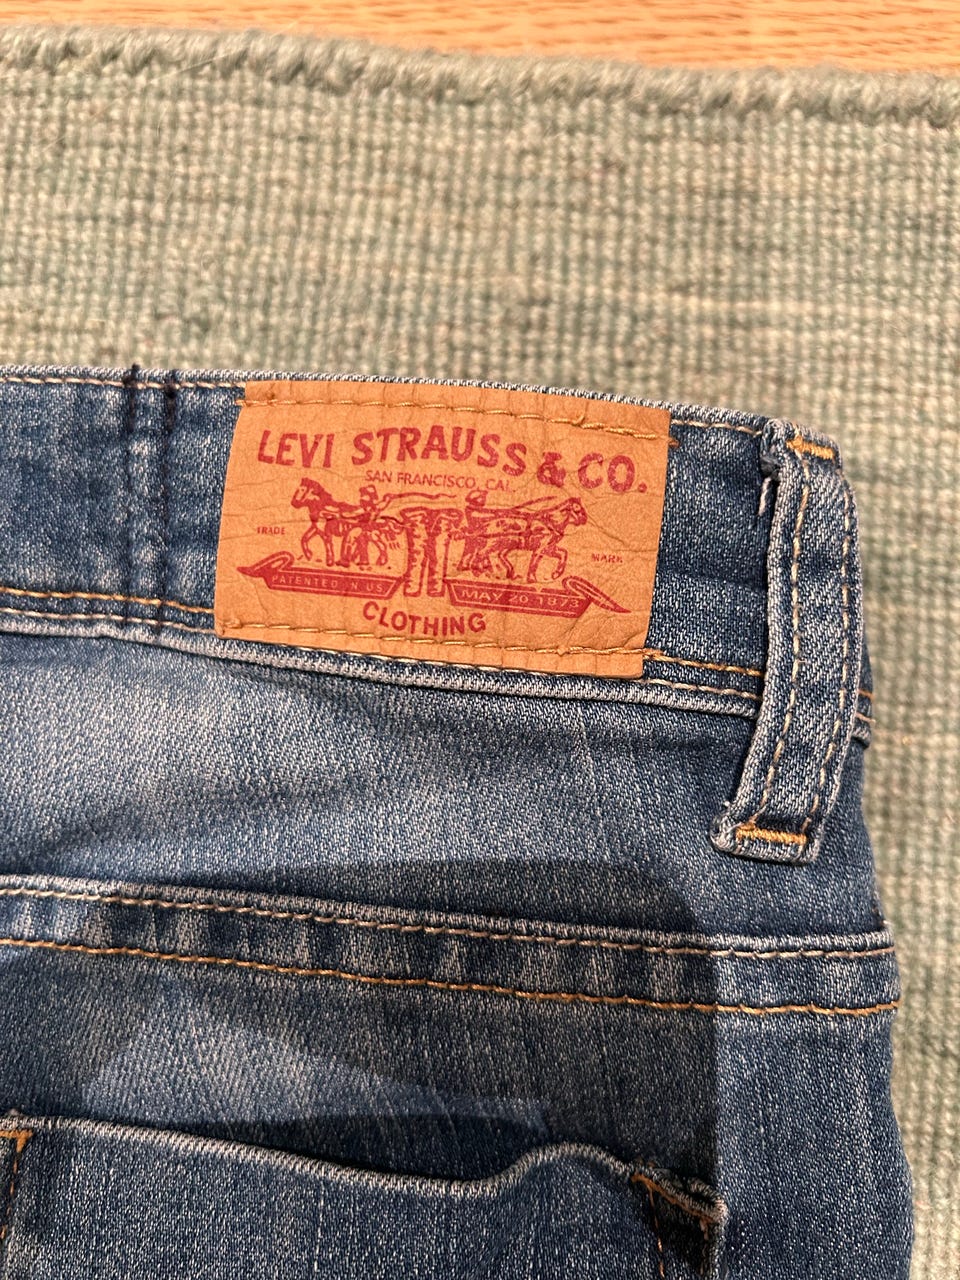 LEVI STRAUSS & CO.
SAN FRANCISCO, CAL.
TRADE MARK
PATENTED IN US MAY 20 1873
CLOTHING